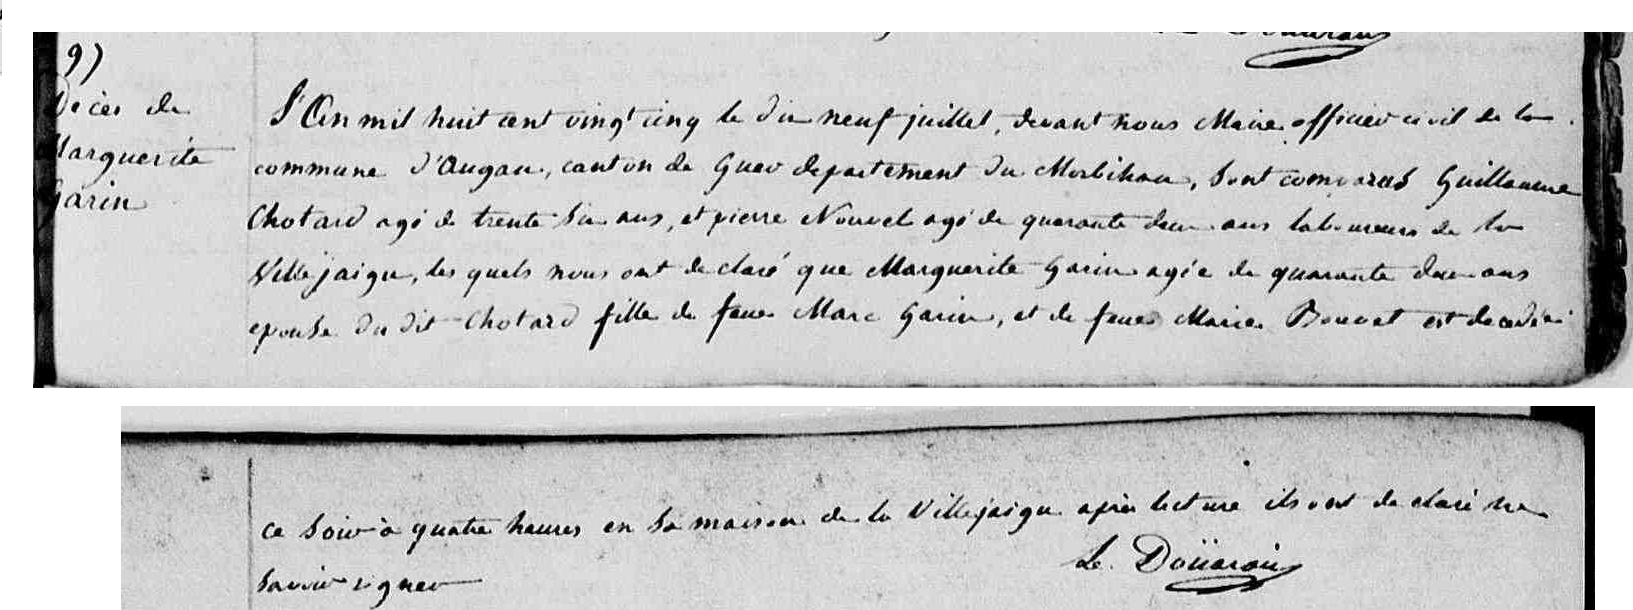 9)
Décès de
Marguerite
Garin
L'An mil huit cent vingt cinq le dix neuf juillet, devant nous Maire officier civil de la
commune d'Augan, canton de Guer departement du Morbihan, sont comparus Guillaume
Chotard agé de trente six ans, et pierre Nouvel agé de quarante deux ans laboureurs de la
Ville jaigu, les quels nous ont declaré que Marguerite Garin agée de quarante deux ans
epouse du dit Chotard fille de feue Marc Garin, et de feue Marie Bouvet est decedée
ce soir à quatre heures en sa maison de la Villejaigu après lecture ils ont declaré ne
savoir signer
Le Doüarain